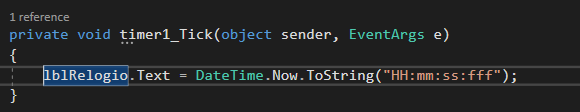 1 reference
private void timer1_Tick(object sender, EventArgs e)
{
lblRelogio.Text = DateTime.Now.ToString("HH:mm:ss:fff");
}